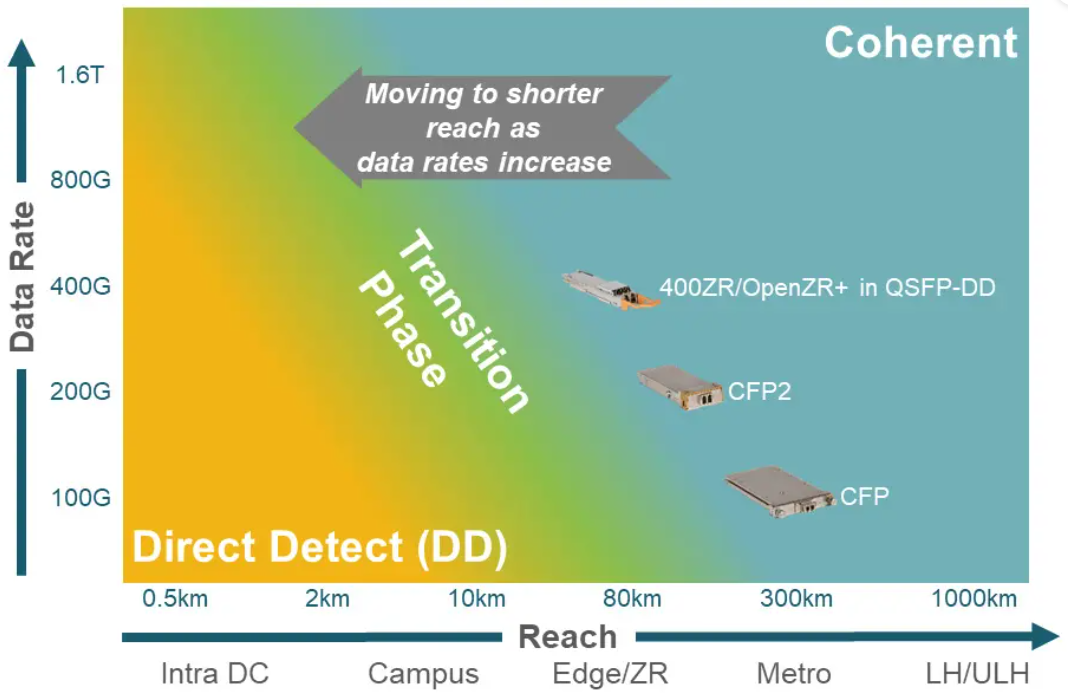 Coherent
1.6T
Moving to shorter
reach as
data rates increase
800G
Data Rate
Transition
Phase
400G
400ZR/OpenZR+ in QSFP-DD
200G
CFP2
100G
CFP
Direct Detect (DD)
0.5km 2km 10km 80km 300km 1000km
Reach
Intra DC Campus Edge/ZR Metro LH/ULH